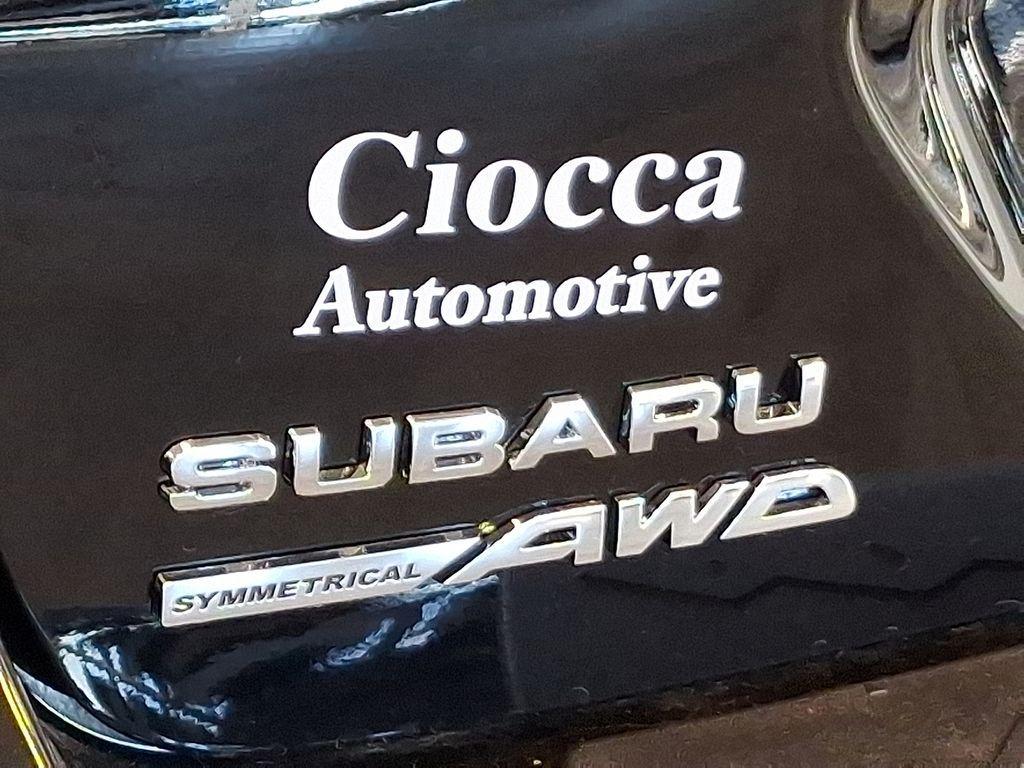 Ciocca
Automotive
SUBARU
SYMMETRICAL AWD